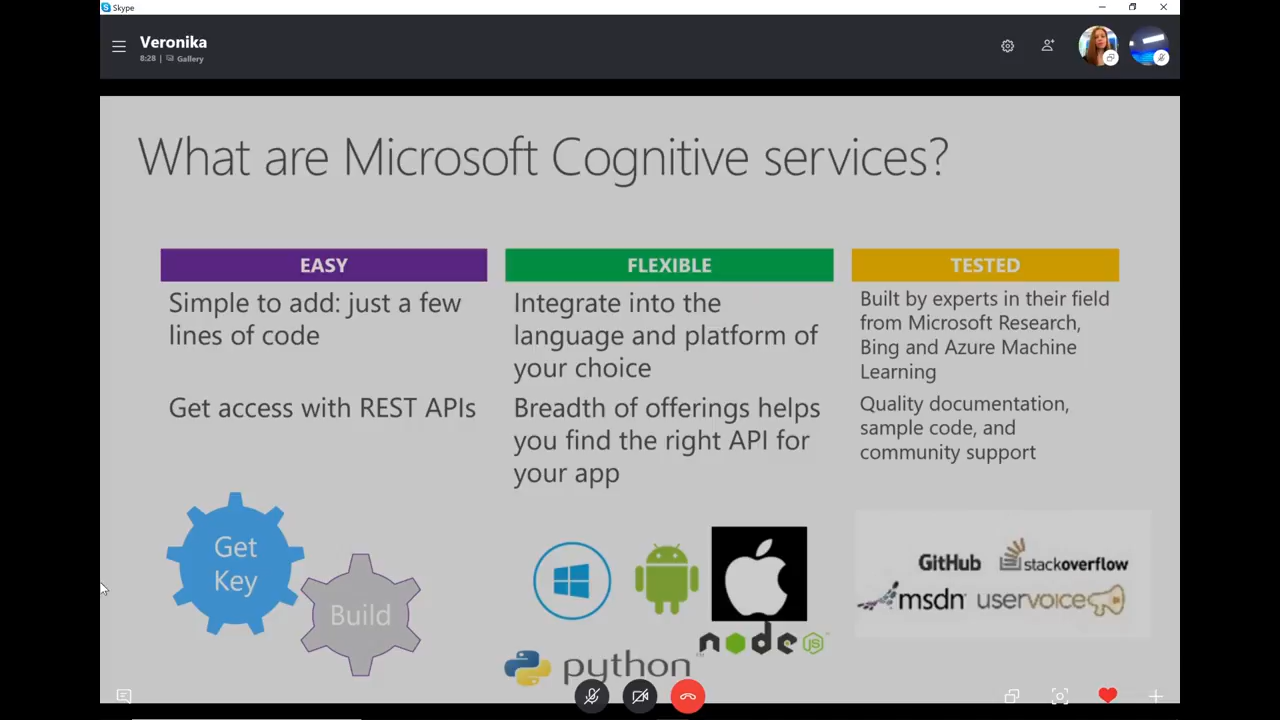 Skype
Veronika
8:28 | Gallery
What are Microsoft Cognitive services?
EASY
Simple to add: just a few
lines of code
Get access with REST APIs
Get
Key
Build
FLEXIBLE
Integrate into the
language and platform of
your choice
Breadth of offerings helps
you find the right API for
your app
node
JS
python
TESTED
Built by experts in their field
from Microsoft Research,
Bing and Azure Machine
Learning
Quality documentation,
sample code, and
community support
GitHub
stackoverflow
msdn
uservoice